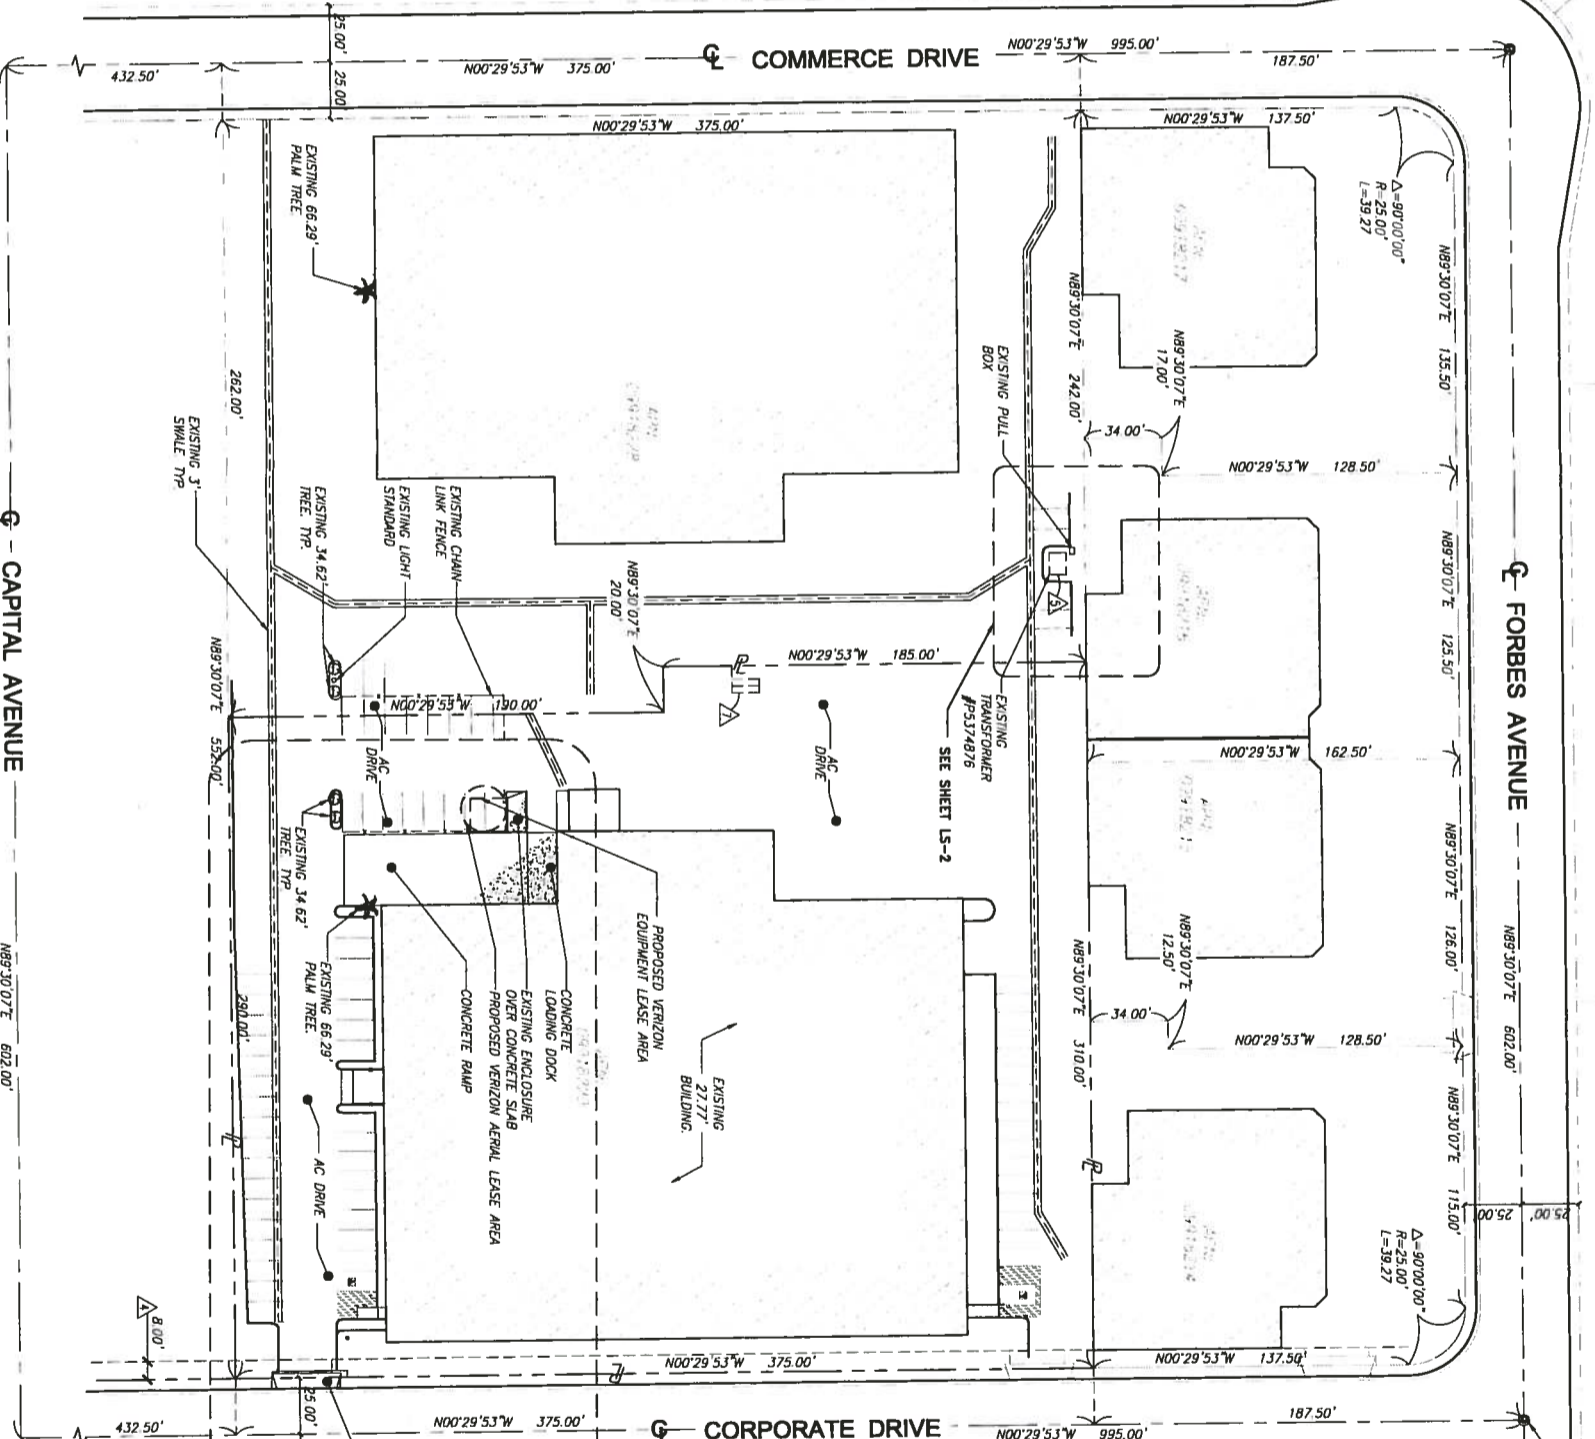 ℄ COMMERCE DRIVE
N00°29'53"W 995.00'
187.50'
432.50'
N00°29'53"W 375.00'
25.00'
25.00'
N00°29'53"W 375.00'
N00°29'53"W 137.50'
Δ=90°00'00"
R=25.00'
L=39.27
N89°30'07"E 135.50'
EXISTING 66.29'
PALM TREE.
N89°30'07"E 242.00'
N89°30'07"E
17.00'
34.00'
N00°29'53"W 128.50'
EXISTING PULL
BOX
262.00'
EXISTING 3'
SWALE TYP.
EXISTING 34.62'
TREE. TYP.
EXISTING LIGHT
STANDARD
EXISTING CHAIN-
LINK FENCE
N89°30'07"E
20.00'
N89°30'07"E 125.50'
℄ FORBES AVENUE
℄ CAPITAL AVENUE
5
N00°29'53"W 185.00'
N00°29'53"W 190.00'
7
EXISTING
TRANSFORMER
#P5374876
SEE SHEET LS-2
AC
DRIVE
AC
DRIVE
N89°30'07"E 552.00'
N00°29'53"W 162.50'
N89°30'07"E 126.00'
EXISTING 34.62'
TREE. TYP
PROPOSED VERIZON
EQUIPMENT LEASE AREA
CONCRETE
LOADING DOCK
EXISTING ENCLOSURE
OVER CONCRETE SLAB
PROPOSED VERIZON AERIAL LEASE AREA
CONCRETE RAMP
EXISTING 66.29'
PALM TREE.
N89°30'07"E
12.50'
34.00'
N00°29'53"W 128.50'
N89°30'07"E 310.00'
N89°30'07"E 602.00'
N89°30'07"E 602.00'
290.00'
EXISTING
27.77'
BUILDING.
AC DRIVE
N89°30'07"E 115.00'
25.00'
25.00'
Δ=90°00'00"
R=25.00'
L=39.27
4
8.00'
N00°29'53"W 375.00'
N00°29'53"W 137.50'
25.00'
432.50'
N00°29'53"W 375.00'
℄ CORPORATE DRIVE
N00°29'53"W 995.00'
187.50'